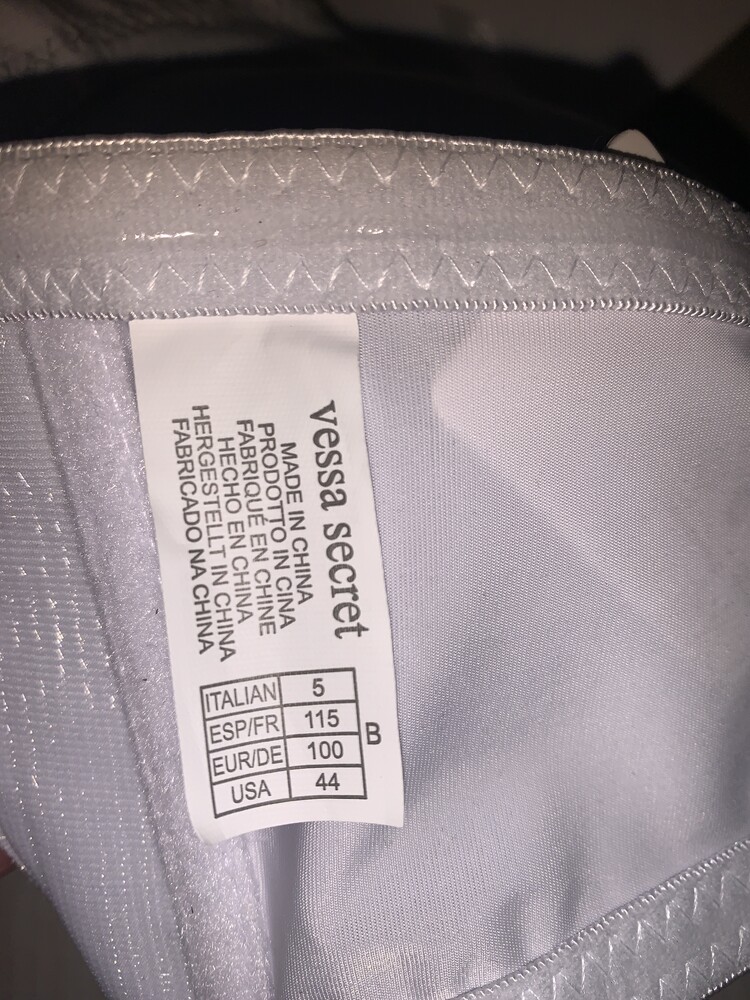 vessa secret
MADE IN CHINA
PRODOTTO IN CINA
FABRIQUÉ EN CHINE
HECHO EN CHINA
HERGESTELLT IN CHINA
FABRICADO NA CHINA
ITALIAN 5
ESP/FR 115
EUR/DE 100
USA 44
B